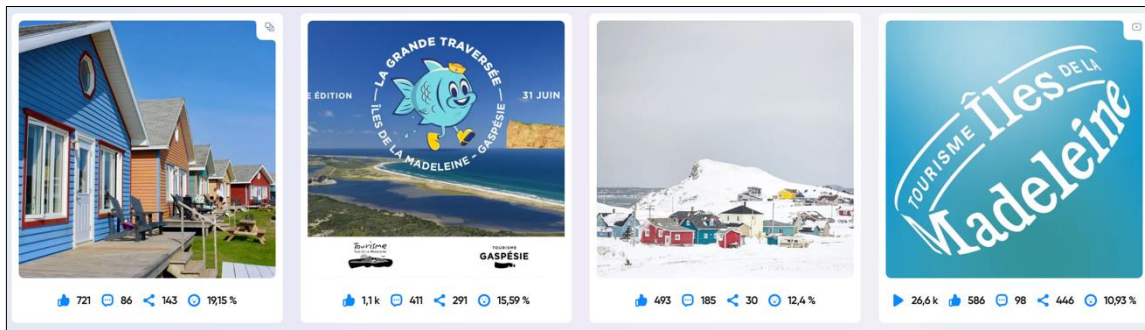 721 86 143 19,15 %
LA GRANDE TRAVERSÉE
E ÉDITION
31 JUIN
ÎLES DE LA MADELEINE - GASPÉSIE
Tourisme
TOURISME
GASPÉSIE
1,1 k 411 291 15,59 %
493 185 30 12,4 %
TOURISME Îles DE LA
Madeleine
26,6 k 586 98 446 10,93 %